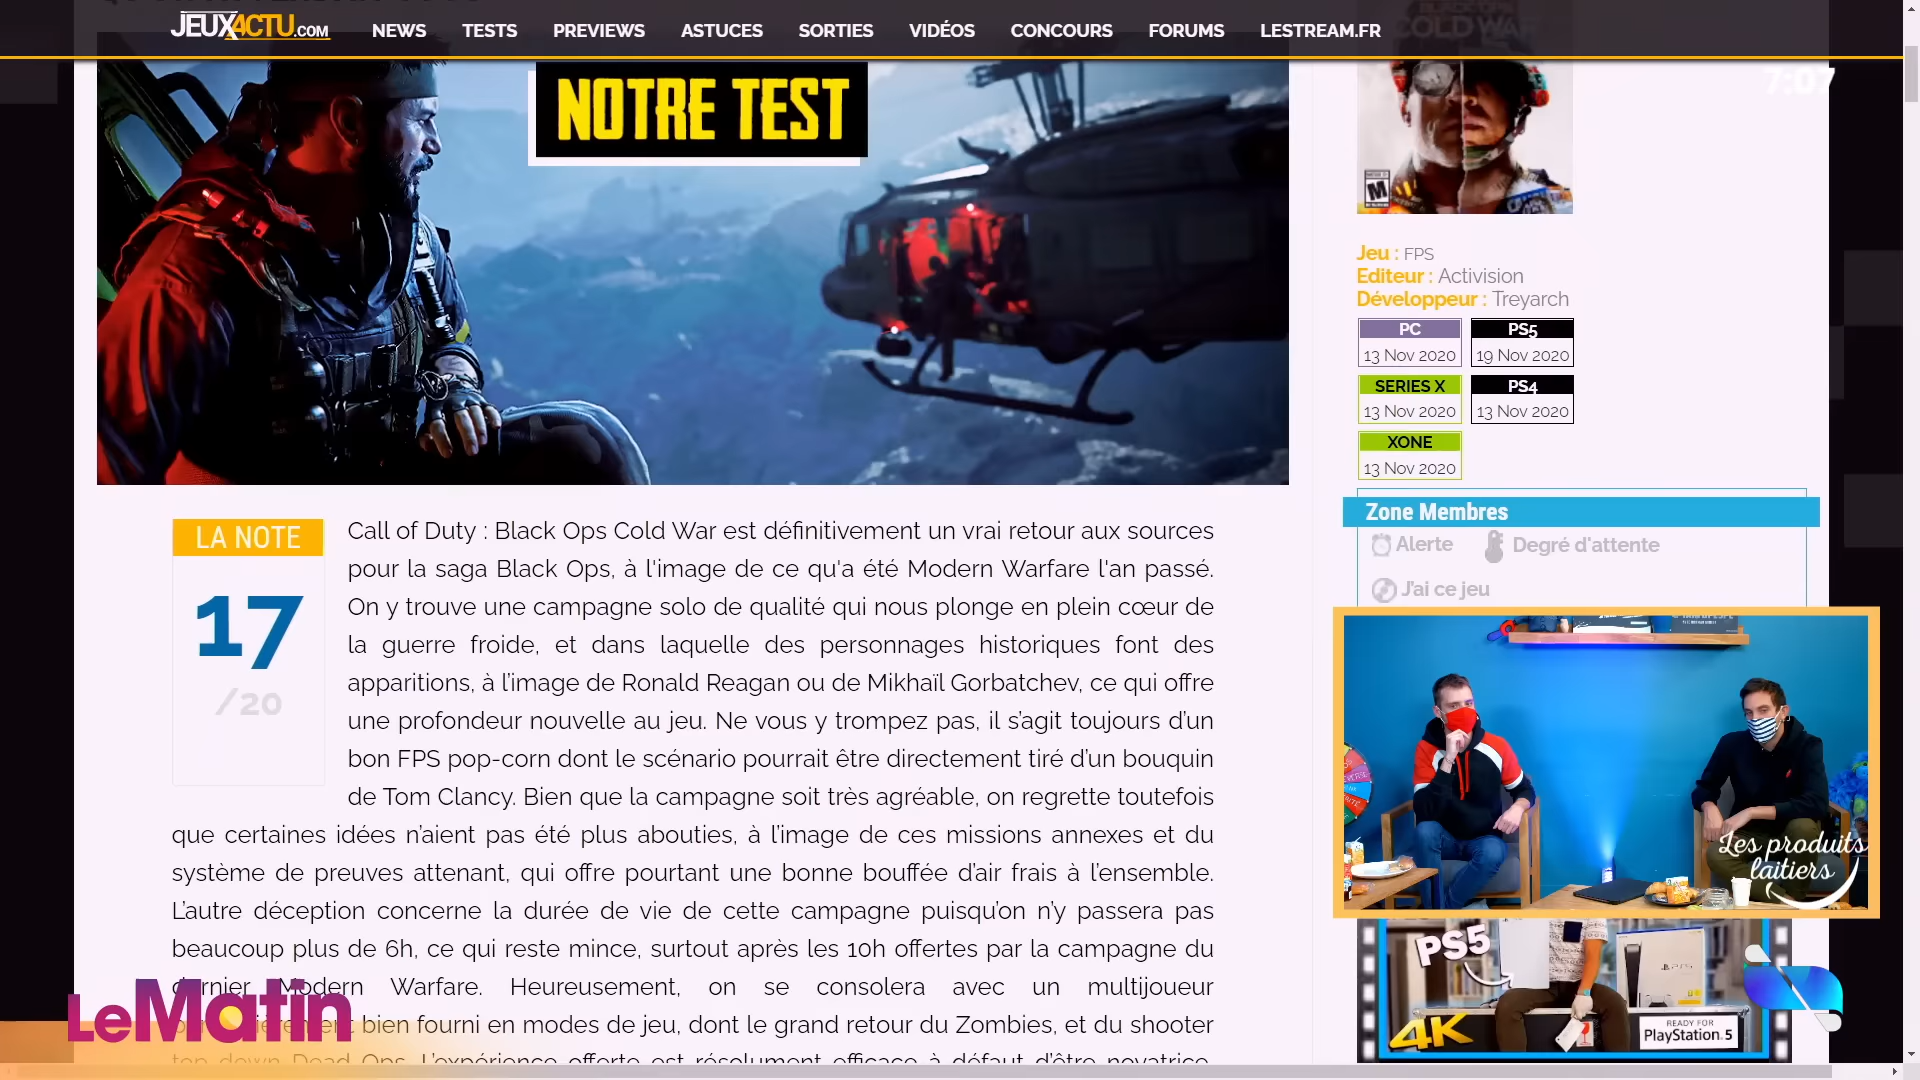 JEUXACTU.COM NEWS TESTS PREVIEWS ASTUCES SORTIES VIDÉOS CONCOURS FORUMS LESTREAM.FR
COLD WAR
7:07
NOTRE TEST
M
Jeu : FPS
Editeur : Activision
Développeur : Treyarch
PC PS5
13 Nov 2020 19 Nov 2020
SERIES X PS4
13 Nov 2020 13 Nov 2020
XONE
13 Nov 2020
Zone Membres
Alerte Degré d'attente
J'ai ce jeu
LA NOTE
17
/20
Call of Duty : Black Ops Cold War est définitivement un vrai retour aux sources
pour la saga Black Ops, à l'image de ce qu'a été Modern Warfare l'an passé.
On y trouve une campagne solo de qualité qui nous plonge en plein cœur de
la guerre froide, et dans laquelle des personnages historiques font des
apparitions, à l’image de Ronald Reagan ou de Mikhaïl Gorbatchev, ce qui offre
une profondeur nouvelle au jeu. Ne vous y trompez pas, il s’agit toujours d’un
bon FPS pop-corn dont le scénario pourrait être directement tiré d’un bouquin
de Tom Clancy. Bien que la campagne soit très agréable, on regrette toutefois
que certaines idées n’aient pas été plus abouties, à l’image de ces missions annexes et du
système de preuves attenant, qui offre pourtant une bonne bouffée d’air frais à l’ensemble.
L’autre déception concerne la durée de vie de cette campagne puisqu’on n’y passera pas
beaucoup plus de 6h, ce qui reste mince, surtout après les 10h offertes par la campagne du
dernier Modern Warfare. Heureusement, on se consolera avec un multijoueur
bien fourni en modes de jeu, dont le grand retour du Zombies, et du shooter
top down Dead Ops. L’expérience offerte est résolument efficace à défaut d’être novatrice,
LeMatin
Les produits
laitiers
PS5
4K
READY FOR
PlayStation 5